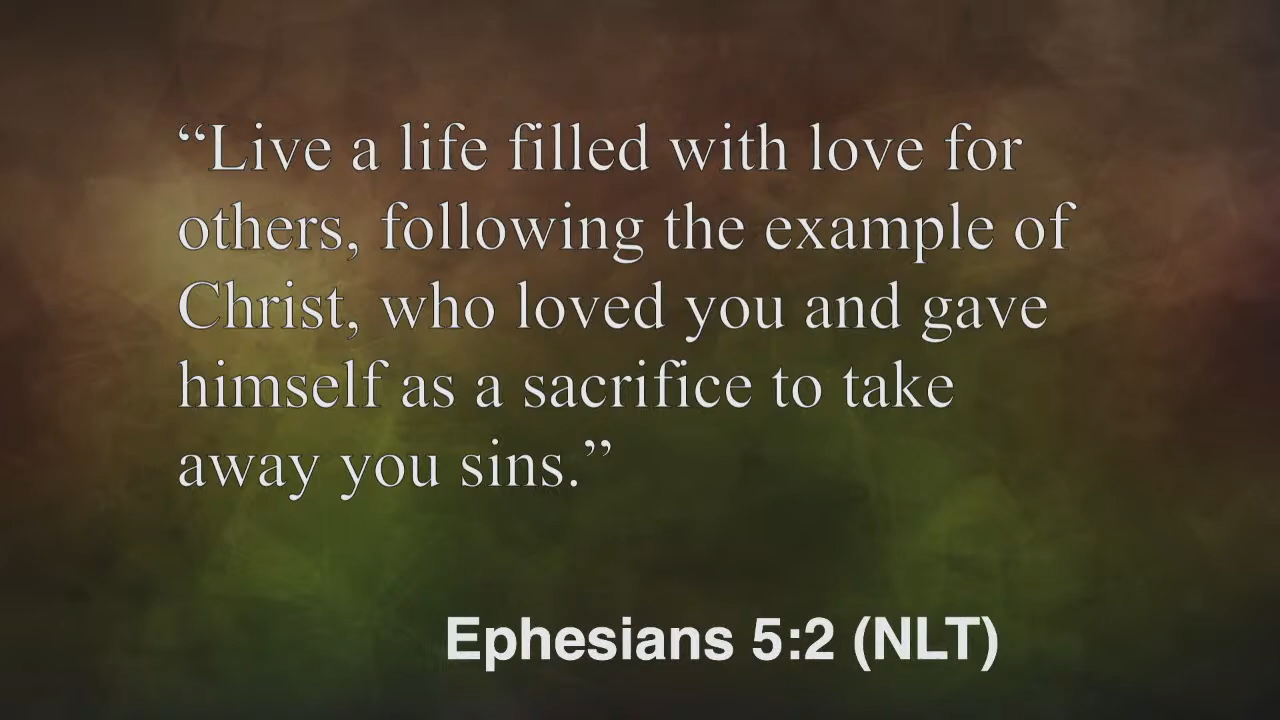 “Live a life filled with love for
others, following the example of
Christ, who loved you and gave
himself as a sacrifice to take
away you sins.”
Ephesians 5:2 (NLT)